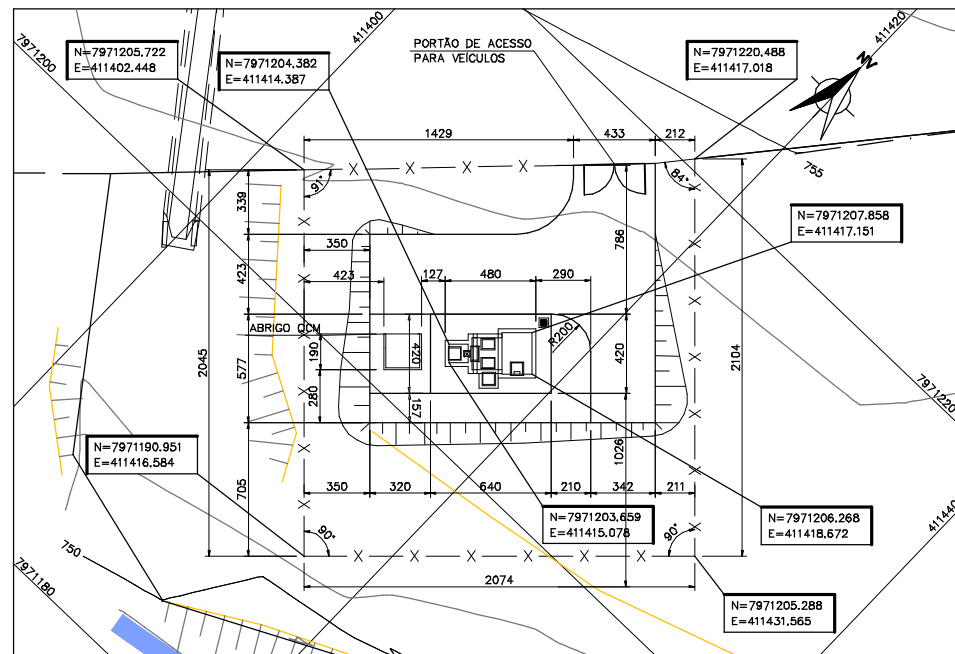 411400
411420
PORTÃO DE ACESSO
PARA VEÍCULOS
N=7971205.722
E=411402.448
N=7971204.382
E=411414.387
N=7971220.488
E=411417.018
7971200
N
1429
433
212
755
91°
84°
339
350
786
N=7971207.858
E=411417.151
423
423
127
480
290
ABRIGO CCM
R200
2045
577
190
420
420
2104
280
157
7971220
1026
N=7971190.951
E=411416.584
705
350
320
640
210
342
211
N=7971203.659
E=411415.078
N=7971206.268
E=411418.672
411440
90°
90°
750
7971180
2074
N=7971205.288
E=411431.565